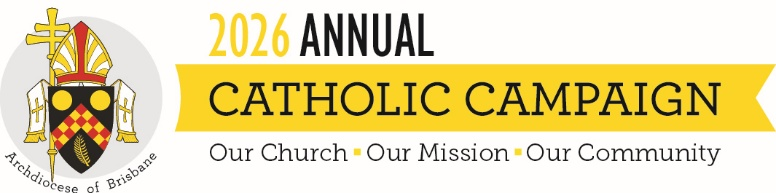 2026 ANNUAL
CATHOLIC CAMPAIGN
Our Church ▪ Our Mission ▪ Our Community
Archdiocese of Brisbane